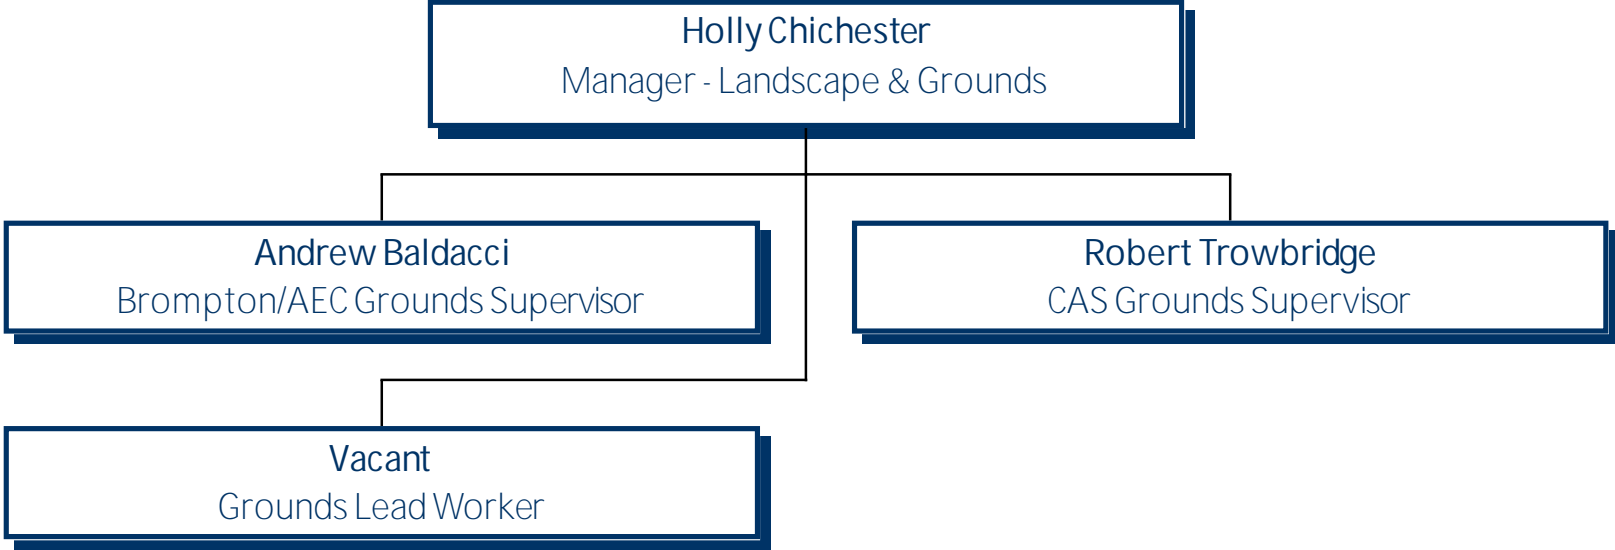 Holly Chichester
Manager - Landscape & Grounds
Andrew Baldacci
Brompton/AEC Grounds Supervisor
Robert Trowbridge
CAS Grounds Supervisor
Vacant
Grounds Lead Worker